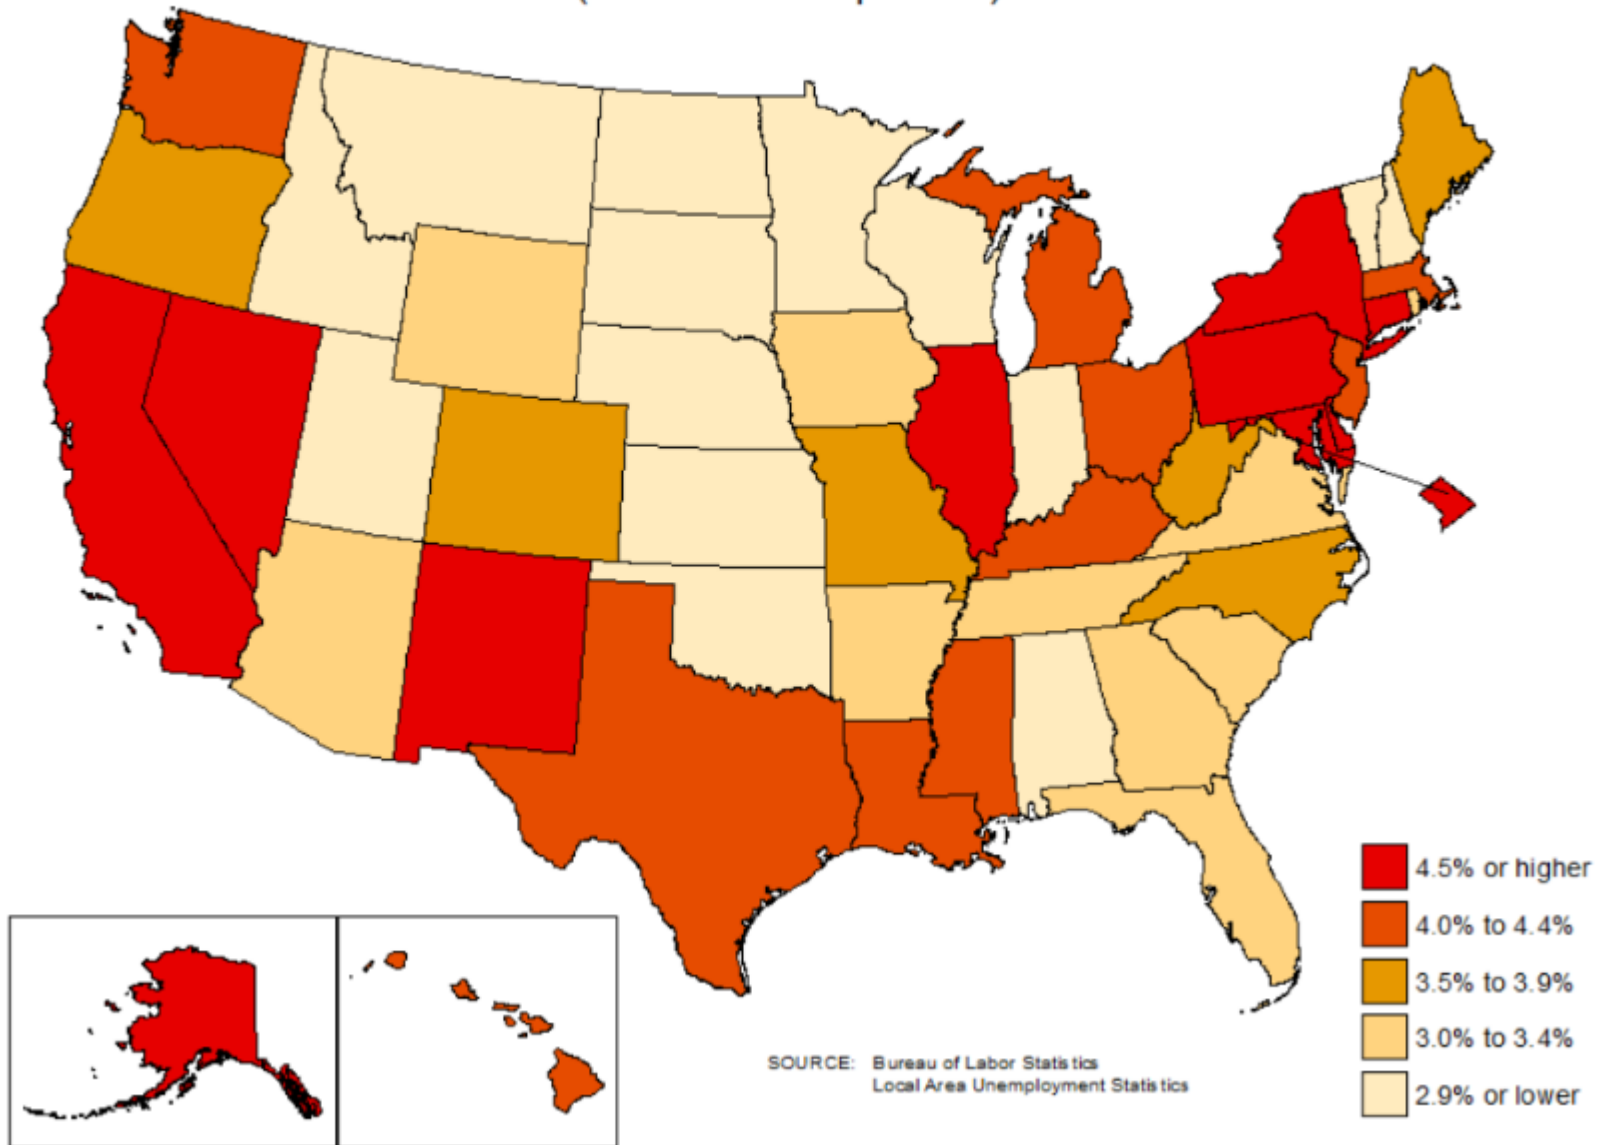 4.5% or higher
4.0% to 4.4%
3.5% to 3.9%
3.0% to 3.4%
2.9% or lower
SOURCE: Bureau of Labor Statistics
Local Area Unemployment Statistics